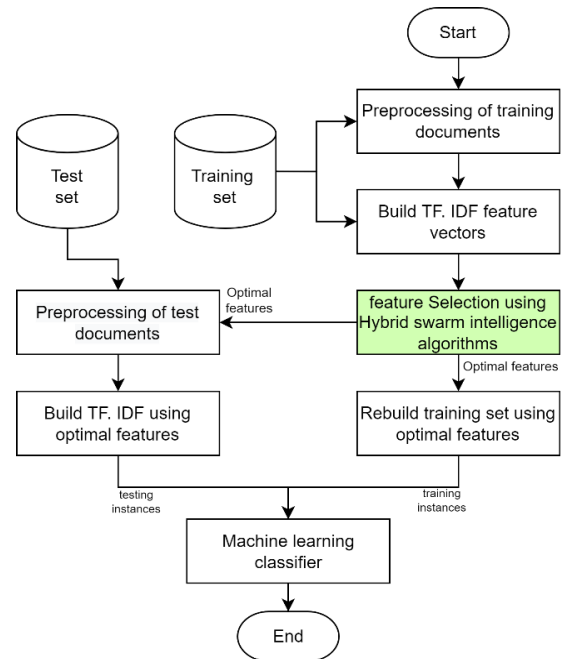 Start
Preprocessing of training
documents
Test
set
Training
set
Build TF. IDF feature
vectors
Optimal
features
feature Selection using
Hybrid swarm intelligence
algorithms
Preprocessing of test
documents
Optimal features
Build TF. IDF using
optimal features
Rebuild training set using
optimal features
testing
instances
training
instances
Machine learning
classifier
End